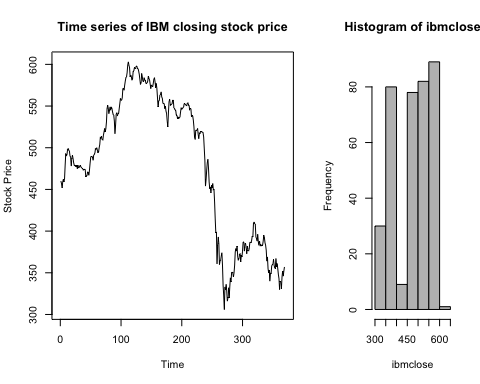 Time series of IBM closing stock price
Stock Price
300 350 400 450 500 550 600
0 100 200 300
Time
Histogram of ibmclose
Frequency
0 20 40 60 80
300 450 600
ibmclose